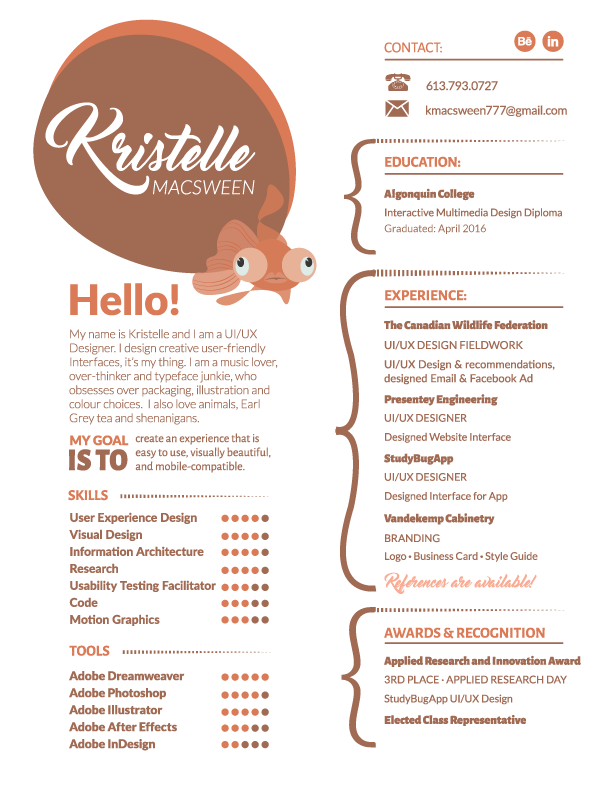 Kristelle
MACSWEEN
Hello!
My name is Kristelle and I am a UI/UX
Designer. I design creative user-friendly
Interfaces, it's my thing. I am a music lover,
over-thinker and typeface junkie, who
obsesses over packaging, illustration and
colour choices. I also love animals, Earl
Grey tea and shenanigans.
MY GOAL
IS TO
create an experience that is
easy to use, visually beautiful,
and mobile-compatible.
SKILLS
User Experience Design
Visual Design
Information Architecture
Research
Usability Testing Facilitator
Code
Motion Graphics
TOOLS
Adobe Dreamweaver
Adobe Photoshop
Adobe Illustrator
Adobe After Effects
Adobe InDesign
CONTACT:
Bē in
613.793.0727
kmacsween777@gmail.com
EDUCATION:
Algonquin College
Interactive Multimedia Design Diploma
Graduated: April 2016
EXPERIENCE:
The Canadian Wildlife Federation
UI/UX DESIGN FIELDWORK
UI/UX Design & recommendations,
designed Email & Facebook Ad
Presentey Engineering
UI/UX DESIGNER
Designed Website Interface
StudyBugApp
UI/UX DESIGNER
Designed Interface for App
Vandekemp Cabinetry
BRANDING
Logo • Business Card • Style Guide
References are available!
AWARDS & RECOGNITION
Applied Research and Innovation Award
3RD PLACE · APPLIED RESEARCH DAY
StudyBugApp UI/UX Design
Elected Class Representative